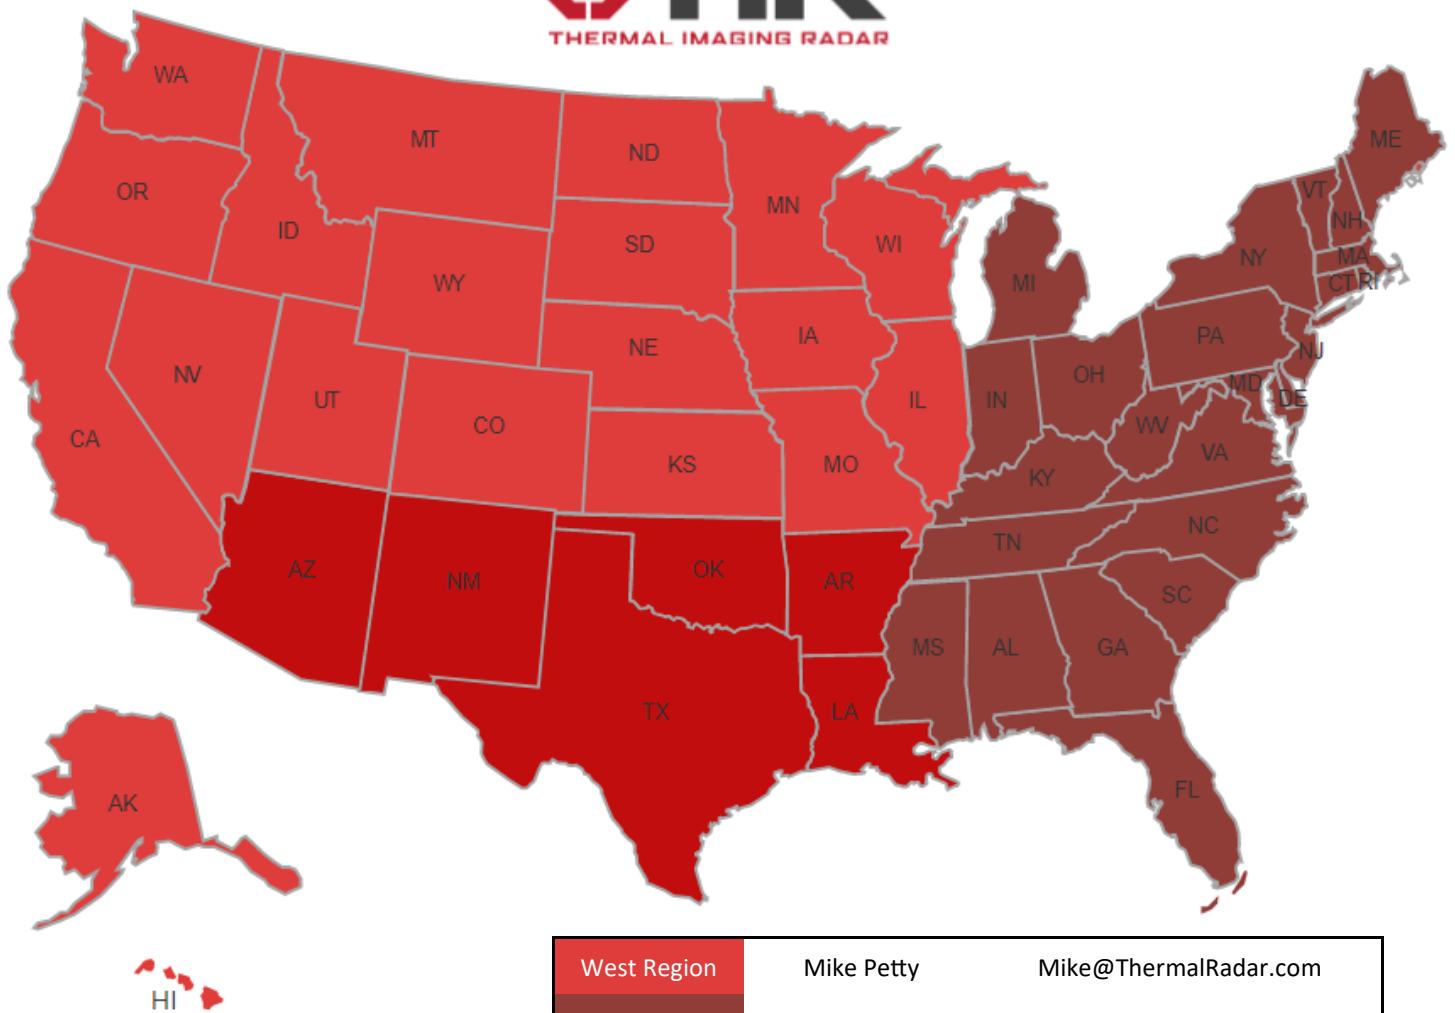 THERMAL IMAGING RADAR
WA
MT
ND
MN
ME
OR
ID
SD
WI
VT
NH
WY
MI
NY
MA
CT RI
NV
UT
NE
IA
PA
NJ
CA
CO
IL
IN
OH
MD
DE
KS
MO
WV
VA
KY
AZ
NM
OK
AR
TN
NC
SC
TX
LA
MS
AL
GA
AK
FL
HI
West Region Mike Petty Mike@ThermalRadar.com